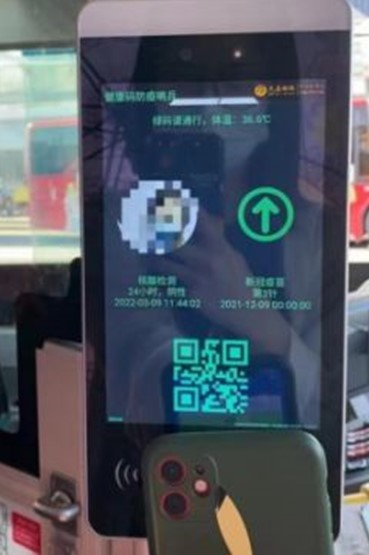 健康码防疫哨兵
绿码请通行，体温：36.6℃
核酸检测
24小时，阴性
2022-03-09 11:44:02
新冠疫苗
第3针
2021-12-09 00:00:00